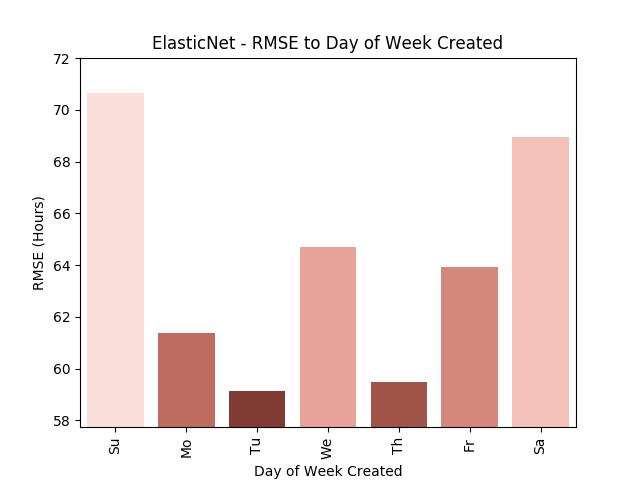 ElasticNet - RMSE to Day of Week Created
72
70
68
66
64
62
60
58
RMSE (Hours)
Su Mo Tu We Th Fr Sa
Day of Week Created